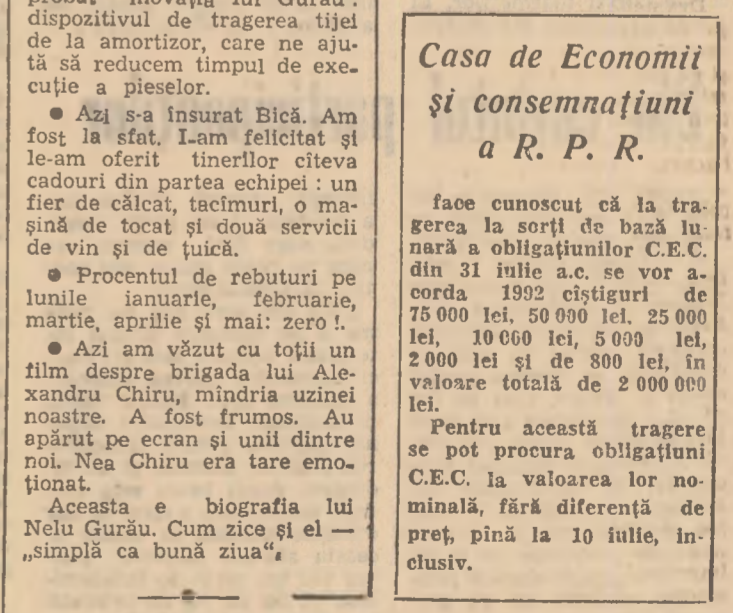 probat inovația lui Gurău:
dispozitivul de tragerea tijei
de la amortizor, care ne aju-
tă să reducem timpul de exe-
cuție a pieselor.
● Azi s-a însurat Bică. Am
fost la sfat. I-am felicitat și
le-am oferit tinerilor cîteva
cadouri din partea echipei : un
fier de călcat, tacîmuri, o ma-
șină de tocat și două servicii
de vin și de țuică.
● Procentul de rebuturi pe
lunile ianuarie, februarie,
martie, aprilie și mai: zero !.
● Azi am văzut cu toții un
film despre brigada lui Ale-
xandru Chiru, mîndria uzinei
noastre. A fost frumos. Au
apărut pe ecran și unii dintre
noi. Nea Chiru era tare emo-
ționat.
Aceasta e biografia lui
Nelu Gurău. Cum zice și el —
„simplă ca bună ziua“.
Casa de Economii
și consemnațiuni
a R. P. R.
face cunoscut că la tra-
gerea la sorți de bază lu-
nară a obligațiunilor C.E.C.
din 31 iulie a.c. se vor a-
corda 1992 cîștiguri de
75 000 lei, 50 000 lei, 25 000
lei, 10 000 lei, 5 000 lei,
2 000 lei și de 800 lei, în
valoare totală de 2 000 000
lei.
Pentru această tragere
se pot procura obligațiuni
C.E.C. la valoarea lor no-
minală, fără diferență de
preț, pînă la 10 iulie, in-
clusiv.